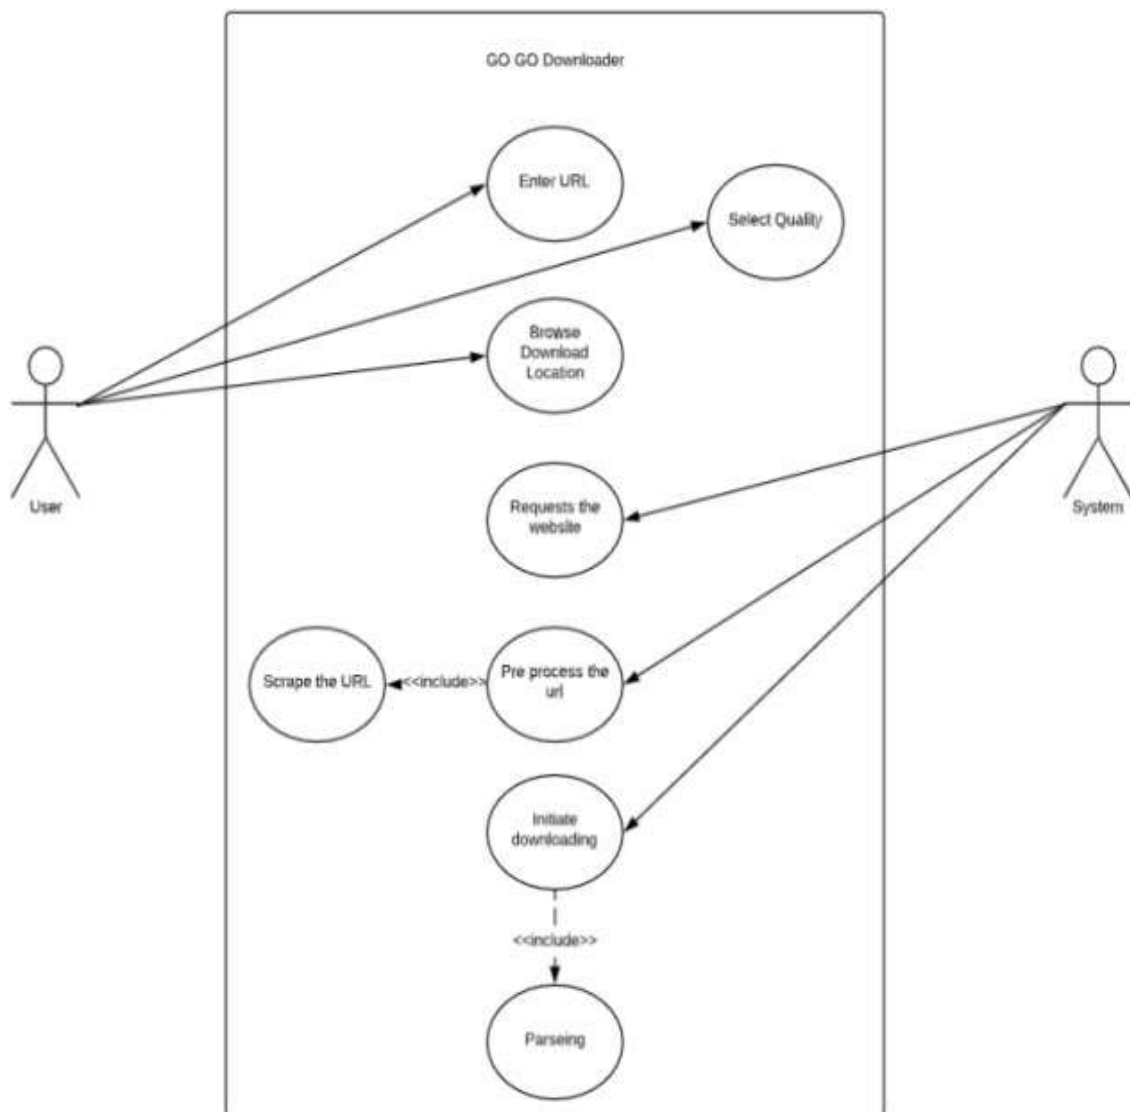 GO GO Downloader
Enter URL
Select Quality
Browse
Download
Location
User
System
Requests the
website
Scrape the URL
<<include>>
Pre process the
url
Initiate
downloading
<<include>>
Parseing